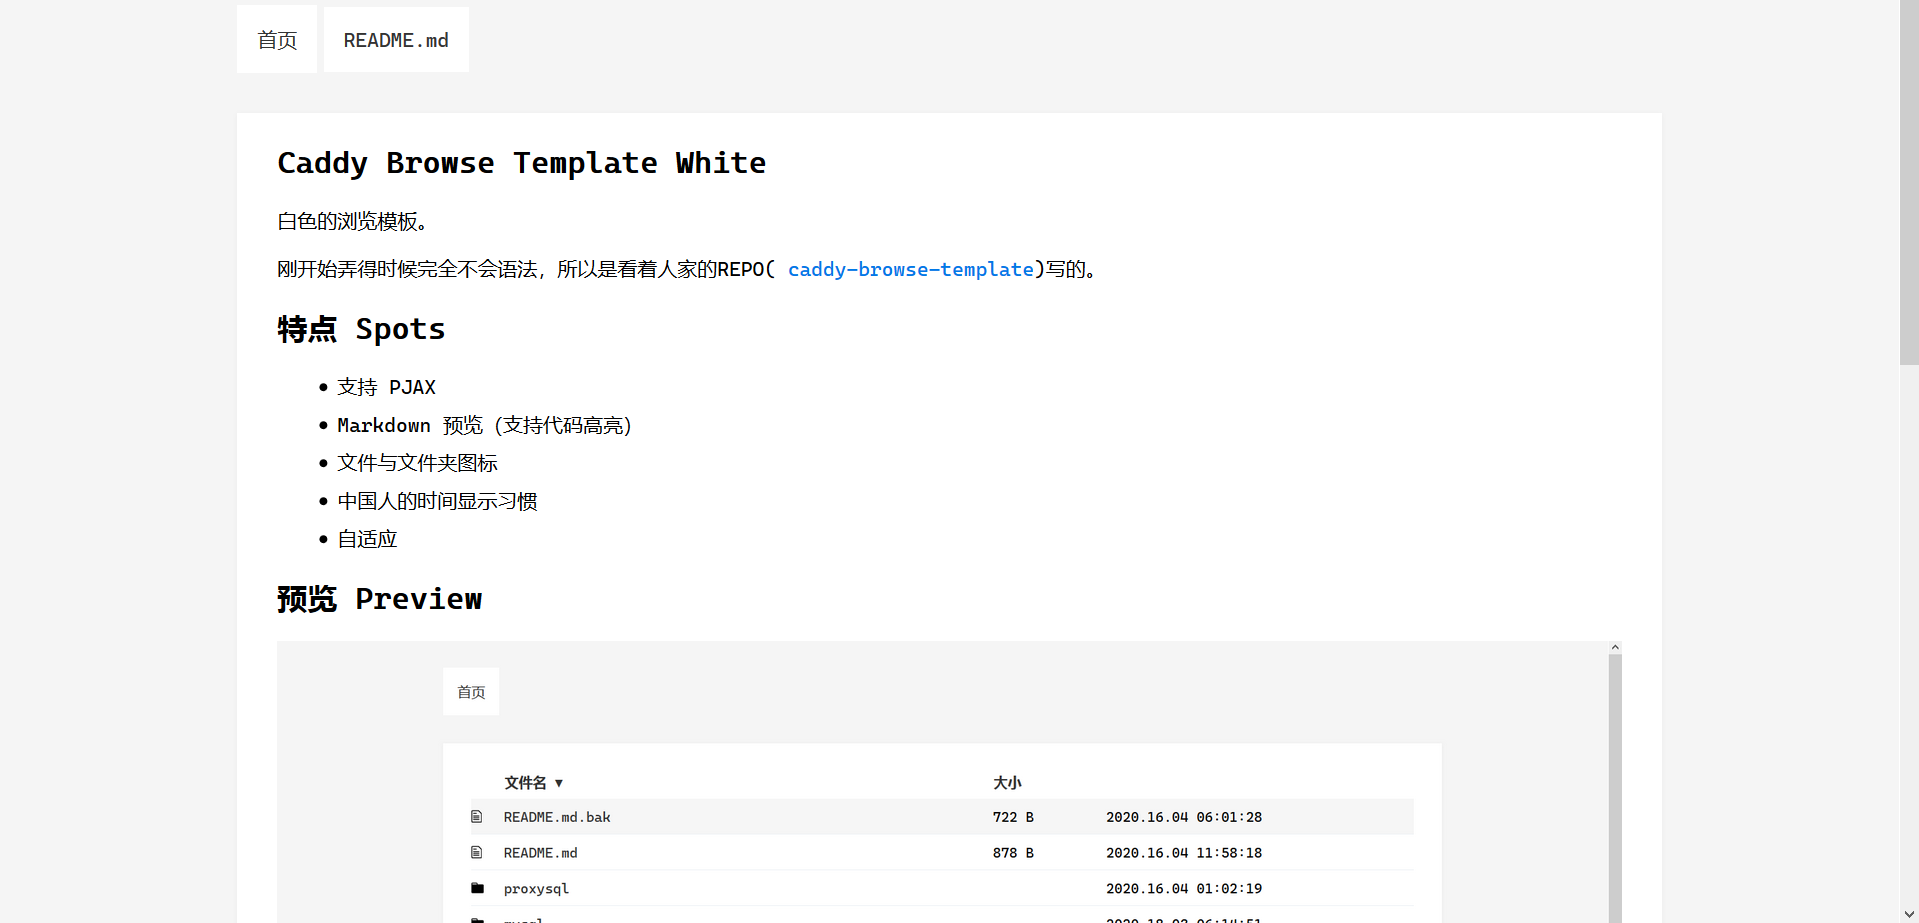 首页 README.md
Caddy Browse Template White
白色的浏览模板。
刚开始弄得时候完全不会语法，所以是看着人家的REPO( caddy-browse-template)写的。
特点 Spots
支持 PJAX
Markdown 预览（支持代码高亮）
文件与文件夹图标
中国人的时间显示习惯
自适应
预览 Preview
首页
文件名 ▼ 大小
README.md.bak 722 B 2020.16.04 06:01:28
README.md 878 B 2020.16.04 11:58:18
proxysql 2020.16.04 01:02:19